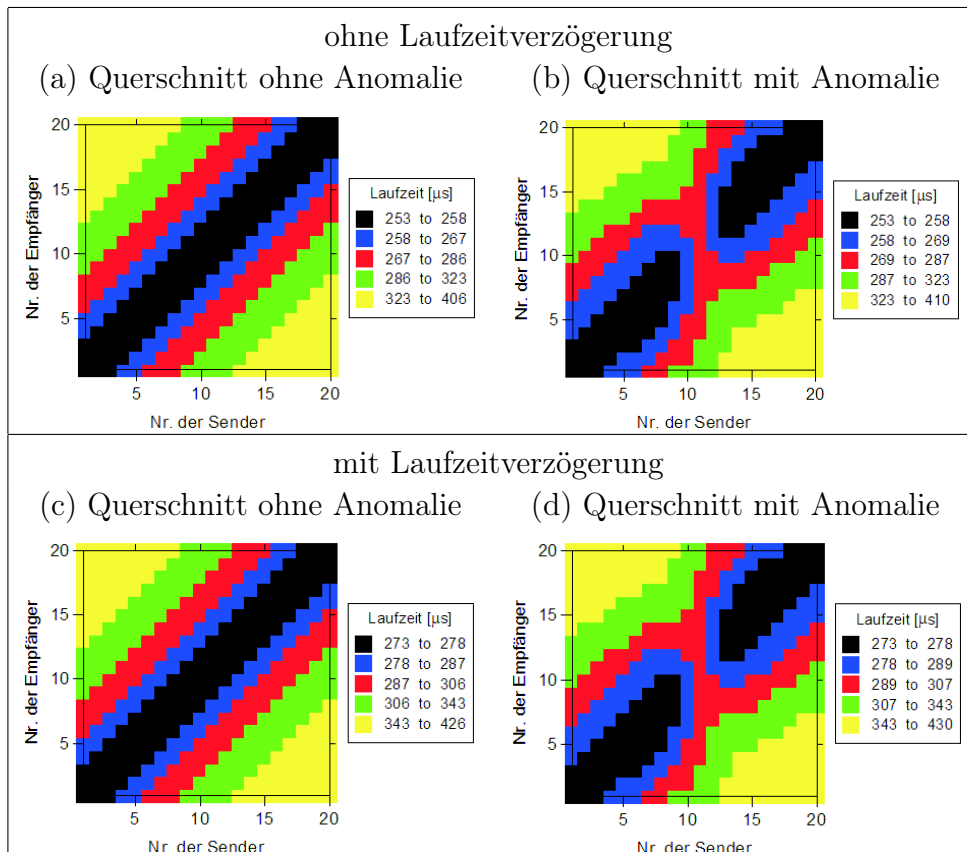 ohne Laufzeitverzögerung
(a) Querschnitt ohne Anomalie
(b) Querschnitt mit Anomalie
20
15
10
5
Nr. der Empfänger
5
10
15
20
Nr. der Sender
Laufzeit [µs]
253 to 258
258 to 267
267 to 286
286 to 323
323 to 406
20
15
10
5
Nr. der Empfänger
5
10
15
20
Nr. der Sender
Laufzeit [µs]
253 to 258
258 to 269
269 to 287
287 to 323
323 to 410
mit Laufzeitverzögerung
(c) Querschnitt ohne Anomalie
(d) Querschnitt mit Anomalie
20
15
10
5
Nr. der Empfänger
5
10
15
20
Nr. der Sender
Laufzeit [µs]
273 to 278
278 to 287
287 to 306
306 to 343
343 to 426
20
15
10
5
Nr. der Empfänger
5
10
15
20
Nr. der Sender
Laufzeit [µs]
273 to 278
278 to 289
289 to 307
307 to 343
343 to 430